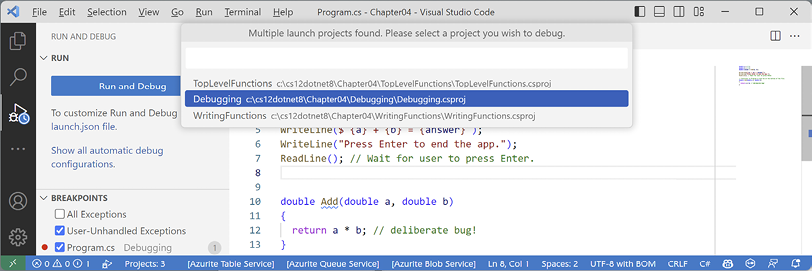 File Edit Selection View Go Run Terminal Help Program.cs - Chapter04 - Visual Studio Code
RUN AND DEBUG
RUN
Run and Debug
To customize Run and Debug
launch.json file.
Show all automatic debug
configurations.
BREAKPOINTS
All Exceptions
User-Unhandled Exceptions
Program.cs Debugging 1
Multiple launch projects found. Please select a project you wish to debug.
TopLevelFunctions c:\cs12dotnet8\Chapter04\TopLevelFunctions\TopLevelFunctions.csproj
Debugging c:\cs12dotnet8\Chapter04\Debugging\Debugging.csproj
WritingFunctions c:\cs12dotnet8\Chapter04\WritingFunctions\WritingFunctions.csproj
5 WriteLine($"{a} + {b} = {answer}");
6 WriteLine("Press Enter to end the app.");
7 ReadLine(); // Wait for user to press Enter.
8
9
10 double Add(double a, double b)
11 {
12 return a * b; // deliberate bug!
13 }
0 0 1 Projects: 3 [Azurite Table Service] [Azurite Queue Service] [Azurite Blob Service] Ln 8, Col 1 Spaces: 2 UTF-8 with BOM CRLF C#